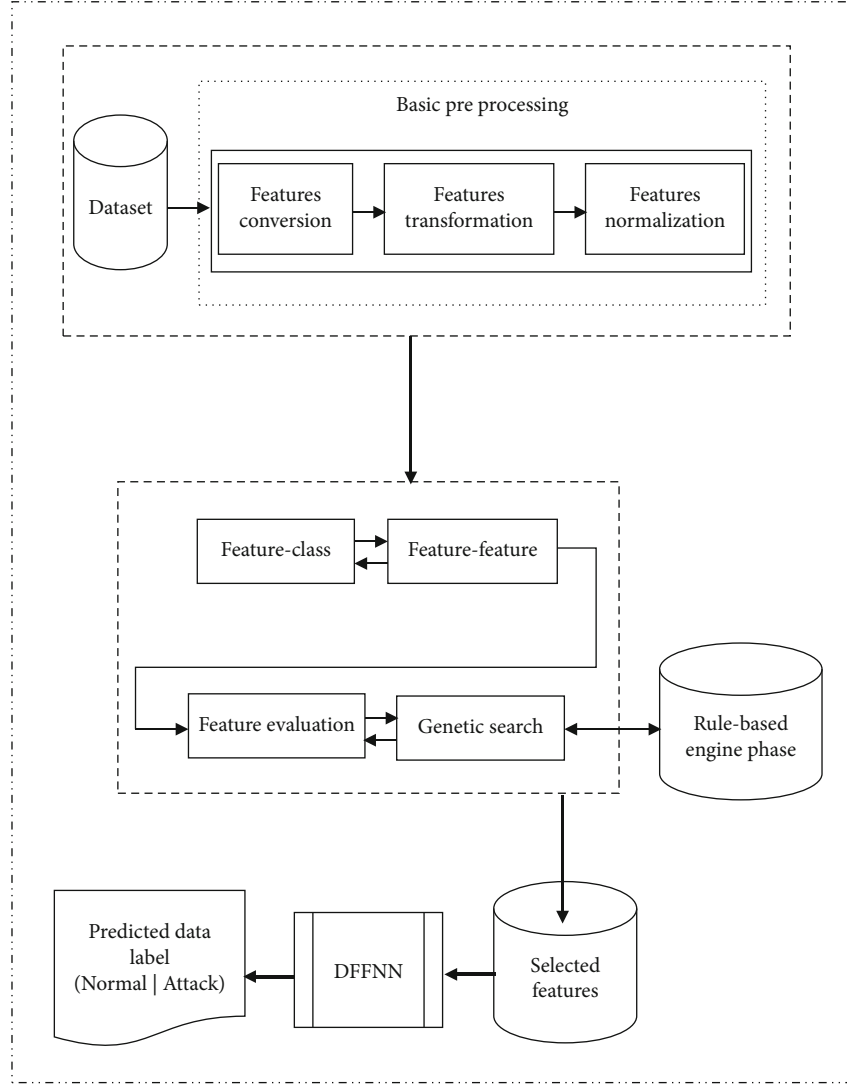 Basic pre processing
Dataset
Features
conversion
Features
transformation
Features
normalization
Feature-class
Feature-feature
Feature evaluation
Genetic search
Rule-based
engine phase
Predicted data
label
(Normal | Attack)
DFFNN
Selected
features